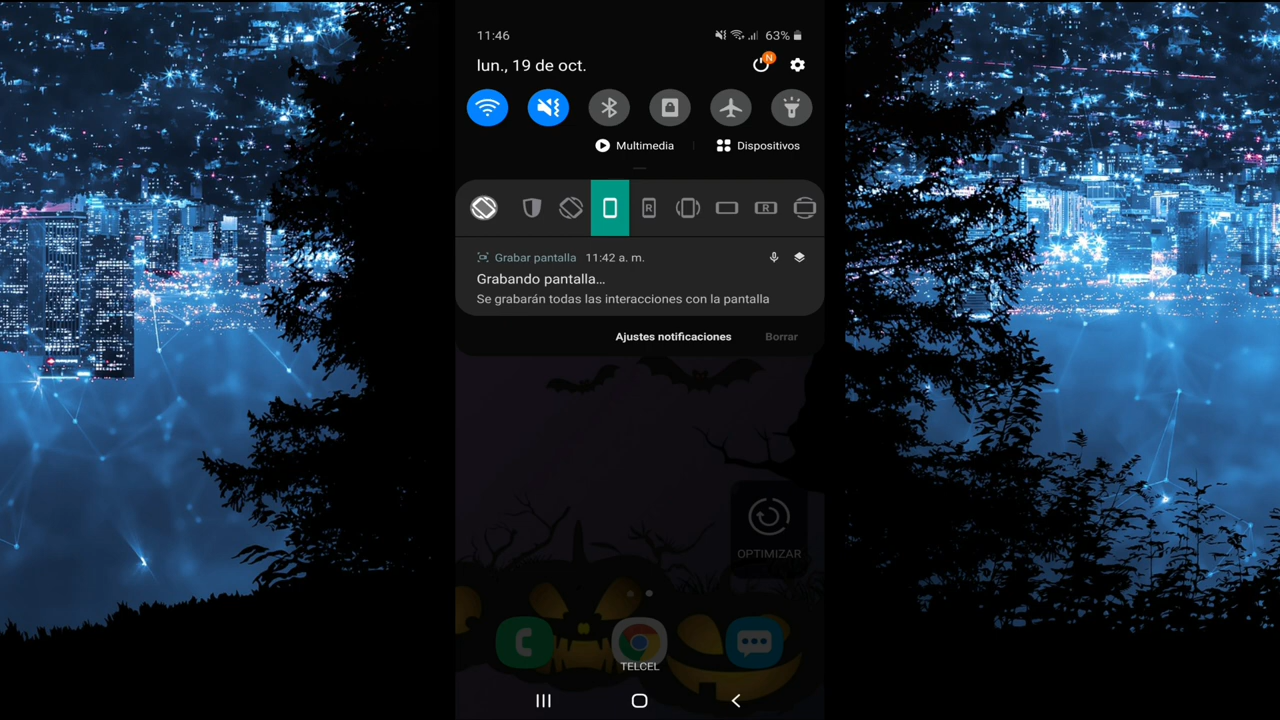 11:46
63%
lun., 19 de oct.
N
Multimedia
Dispositivos
R
R
Grabar pantalla 11:42 a. m.
Grabando pantalla...
Se grabarán todas las interacciones con la pantalla
Ajustes notificaciones
Borrar
OPTIMIZAR
TELCEL